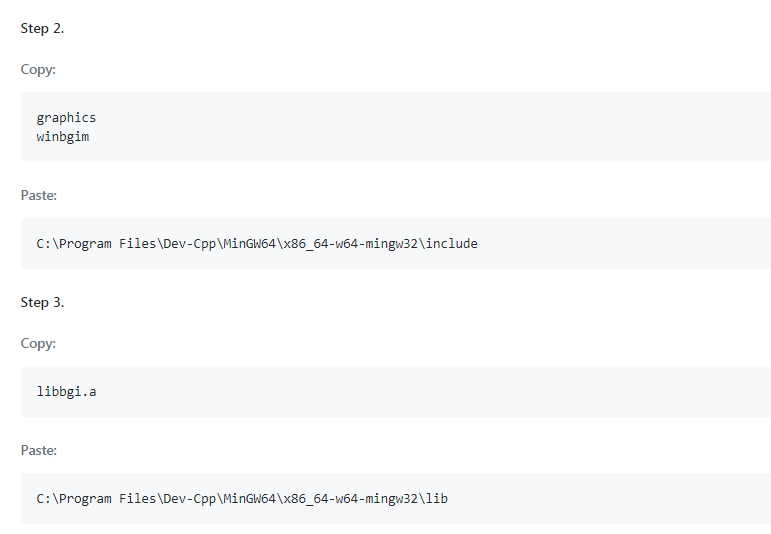 Step 2.
Copy:
graphics
winbgim
Paste:
C:\Program Files\Dev-Cpp\MinGW64\x86_64-w64-mingw32\include
Step 3.
Copy:
libbgi.a
Paste:
C:\Program Files\Dev-Cpp\MinGW64\x86_64-w64-mingw32\lib